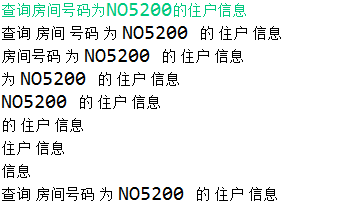 查询房间号码为NO5200的住户信息
查询 房间 号码 为 NO5200 的 住户 信息
房间 号码 为 NO5200 的 住户 信息
为 NO5200 的 住户 信息
NO5200 的 住户 信息
的 住户 信息
住户 信息
信息
查询 房间号码 为 NO5200 的 住户 信息